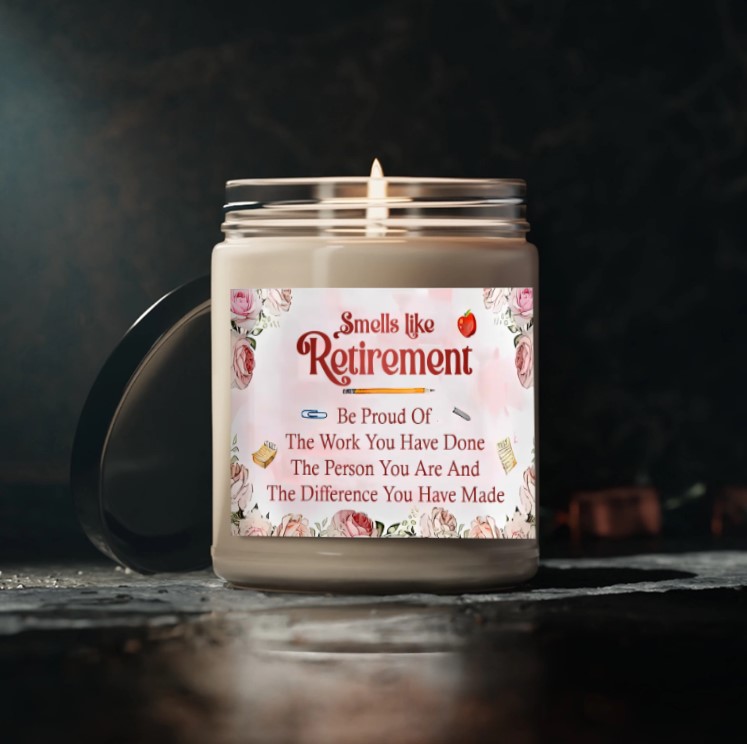 Smells like
Retirement
Be Proud Of
The Work You Have Done
The Person You Are And
The Difference You Have Made